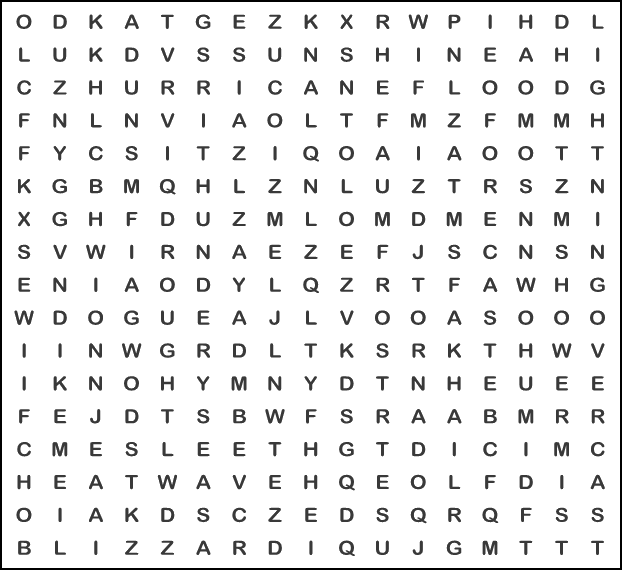 O D K A T G E Z K X R W P I H D L
L U K D V S S U N S H I N E A H I
C Z H U R R I C A N E F L O O D G
F N L N V I A O L T F M Z F M M H
F Y C S I T Z I Q O A I A O O T T
K G B M Q H L Z N L U Z T R S Z N
X G H F D U Z M L O M D M E N M I
S V W I R N A E Z E F J S C N S N
E N I A O D Y L Q Z R T F A W H G
W D O G U E A J L V O O A S O O O
I I N W G R D L T K S R K T H W V
I K N O H Y M N Y D T N H E U E E
F E J D T S B W F S R A A B M R R
C M E S L E E T H G T D I C I M C
H E A T W A V E H Q E O L F D I A
O I A K D S C Z E D S Q R Q F S S
B L I Z Z A R D I Q U J G M T T T